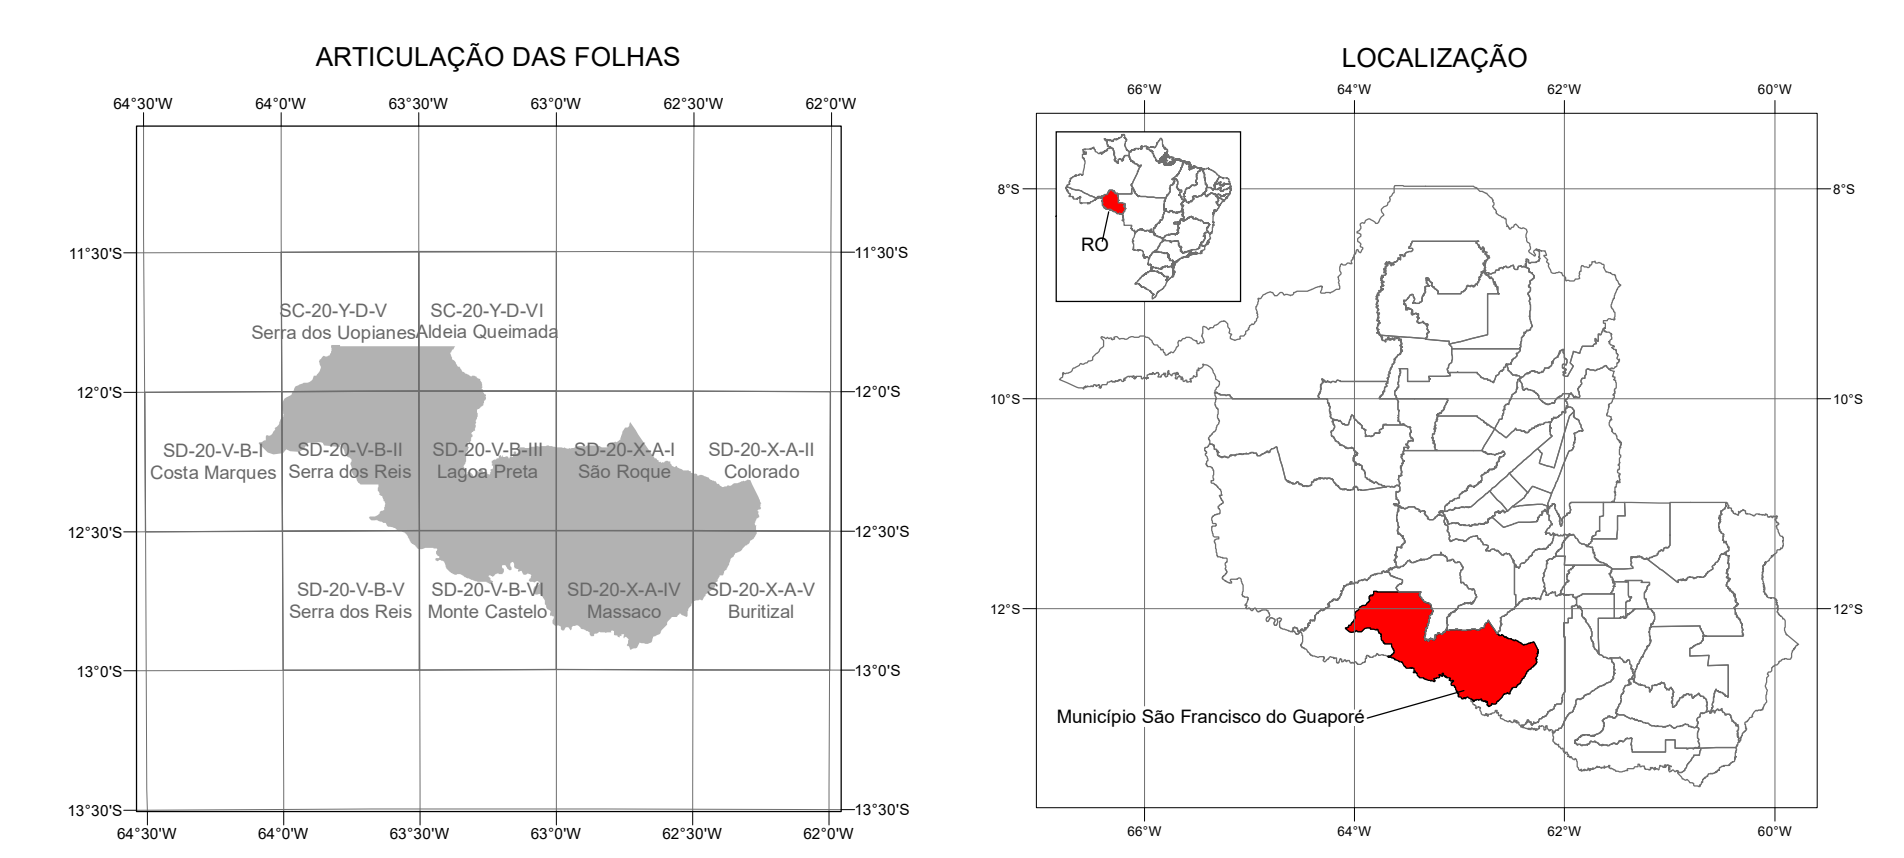 ARTICULAÇÃO DAS FOLHAS
64°30'W 64°0'W 63°30'W 63°0'W 62°30'W 62°0'W
11°30'S 11°30'S
SC-20-Y-D-V SC-20-Y-D-VI
Serra dos Uopianes Aldeia Queimada
12°0'S 12°0'S
SD-20-V-B-I SD-20-V-B-II SD-20-V-B-III SD-20-X-A-I SD-20-X-A-II
Costa Marques Serra dos Reis Lagoa Preta São Roque Colorado
12°30'S 12°30'S
SD-20-V-B-V SD-20-V-B-VI SD-20-X-A-IV SD-20-X-A-V
Serra dos Reis Monte Castelo Massaco Buritizal
13°0'S 13°0'S
13°30'S 13°30'S
64°30'W 64°0'W 63°30'W 63°0'W 62°30'W 62°0'W
LOCALIZAÇÃO
66°W 64°W 62°W 60°W
8°S 8°S
RO
10°S 10°S
12°S 12°S
Município São Francisco do Guaporé
66°W 64°W 62°W 60°W